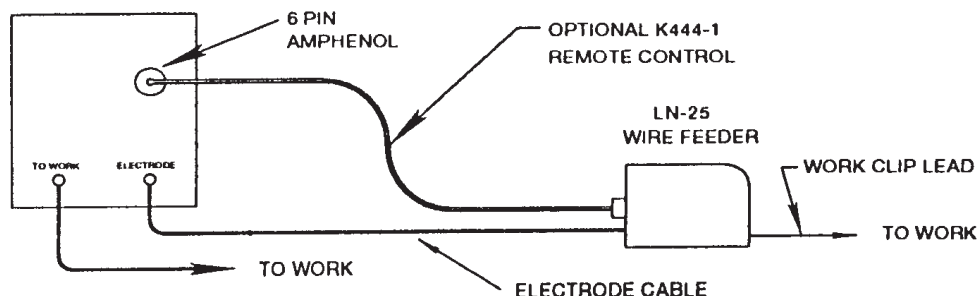 6 PIN
AMPHENOL
OPTIONAL K444-1
REMOTE CONTROL
LN-25
WIRE FEEDER
TO WORK
ELECTRODE
WORK CLIP LEAD
TO WORK
TO WORK
ELECTRODE CABLE